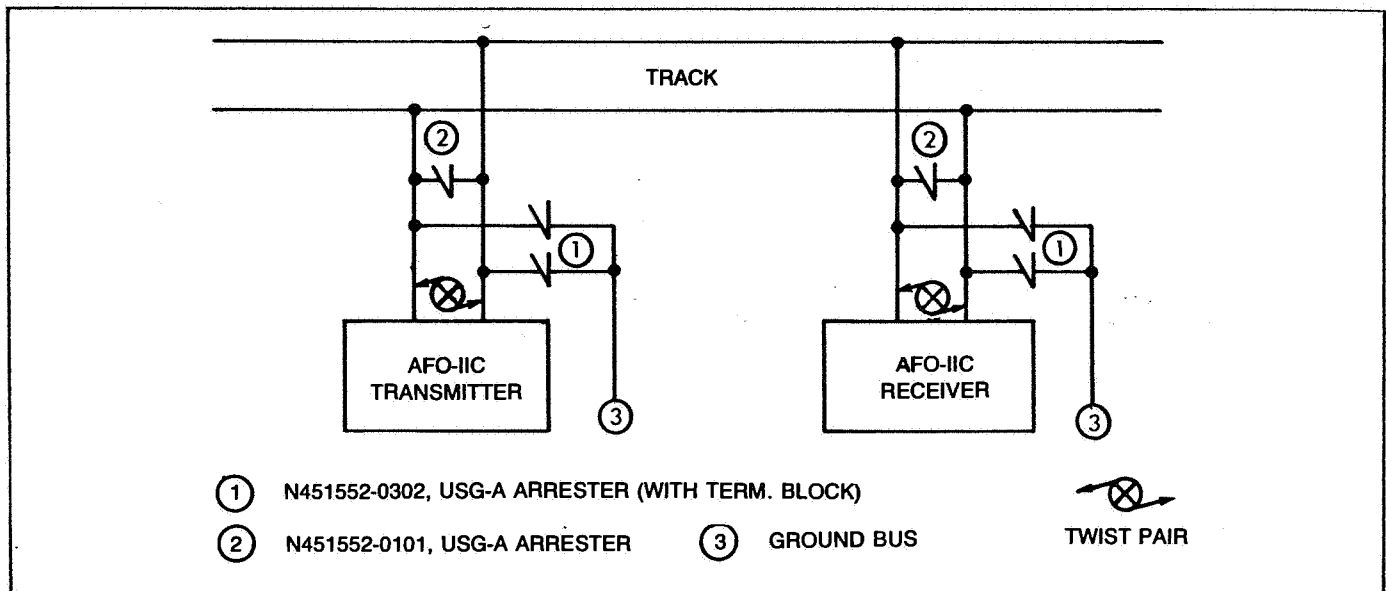 TRACK
2
2
1
1
AFO-IIC
TRANSMITTER
AFO-IIC
RECEIVER
3
3
1 N451552-0302, USG-A ARRESTER (WITH TERM. BLOCK)
2 N451552-0101, USG-A ARRESTER
3 GROUND BUS
TWIST PAIR